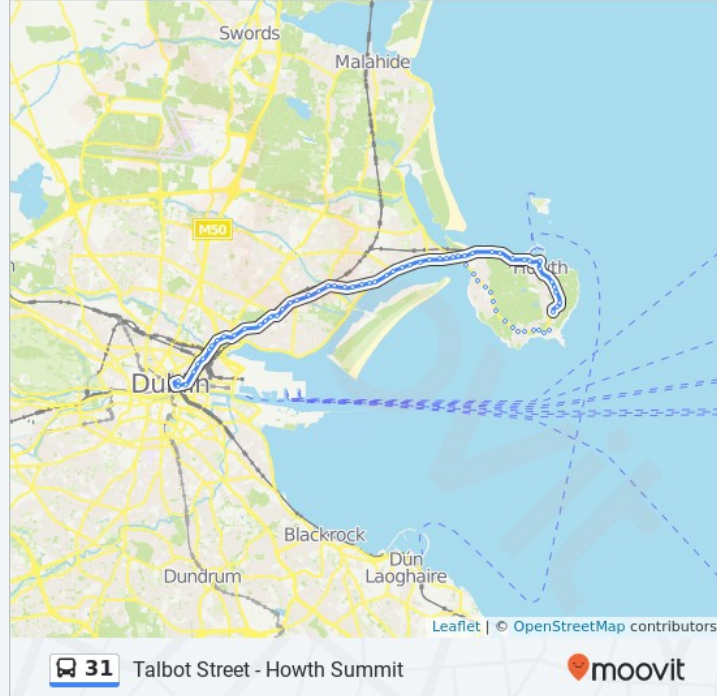 Swords
Malahide
M50
Howth
Dublin
Blackrock
Dún
Laoghaire
Dundrum
Leaflet | © OpenStreetMap contributors
31 Talbot Street - Howth Summit
moovit